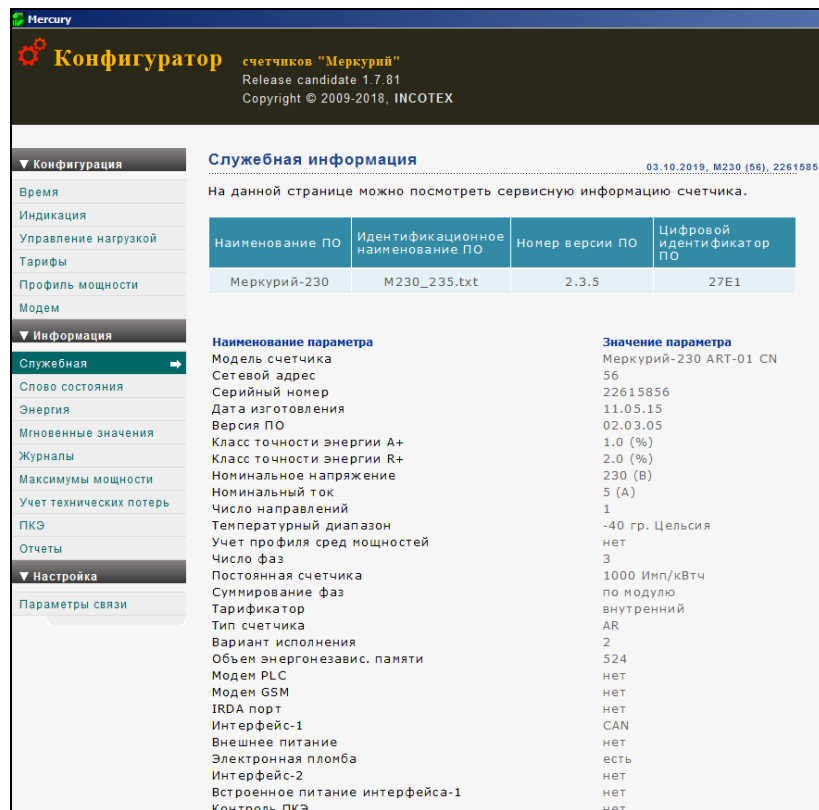 Mercury
Конфигуратор
счетчиков "Меркурий"
Release candidate 1.7.81
Copyright © 2009-2018, INCOTEX
▼ Конфигурация
Время
Индикация
Управление нагрузкой
Тарифы
Профиль мощности
Модем
▼ Информация
Служебная
Слово состояния
Энергия
Мгновенные значения
Журналы
Максимумы мощности
Учет технических потерь
ПКЭ
Отчеты
▼ Настройка
Параметры связи
Служебная информация
03.10.2019, M230 (56), 2261585
На данной странице можно посмотреть сервисную информацию счетчика.
Наименование ПО Идентификационное наименование ПО Номер версии ПО Цифровой идентификатор ПО
Меркурий-230 M230_235.txt 2.3.5 27E1
Наименование параметра Значение параметра
Модель счетчика Меркурий-230 ART-01 CN
Сетевой адрес 56
Серийный номер 22615856
Дата изготовления 11.05.15
Версия ПО 02.03.05
Класс точности энергии A+ 1.0 (%)
Класс точности энергии R+ 2.0 (%)
Номинальное напряжение 230 (В)
Номинальный ток 5 (А)
Число направлений 1
Температурный диапазон -40 гр. Цельсия
Учет профиля сред мощностей нет
Число фаз 3
Постоянная счетчика 1000 Имп/кВтч
Суммирование фаз по модулю
Тарификатор внутренний
Тип счетчика AR
Вариант исполнения 2
Объем энергонезавис. памяти 524
Модем PLC нет
Модем GSM нет
IRDA порт нет
Интерфейс-1 CAN
Внешнее питание нет
Электронная пломба есть
Интерфейс-2 нет
Встроенное питание интерфейса-1 нет
Контроль ПКЭ нет